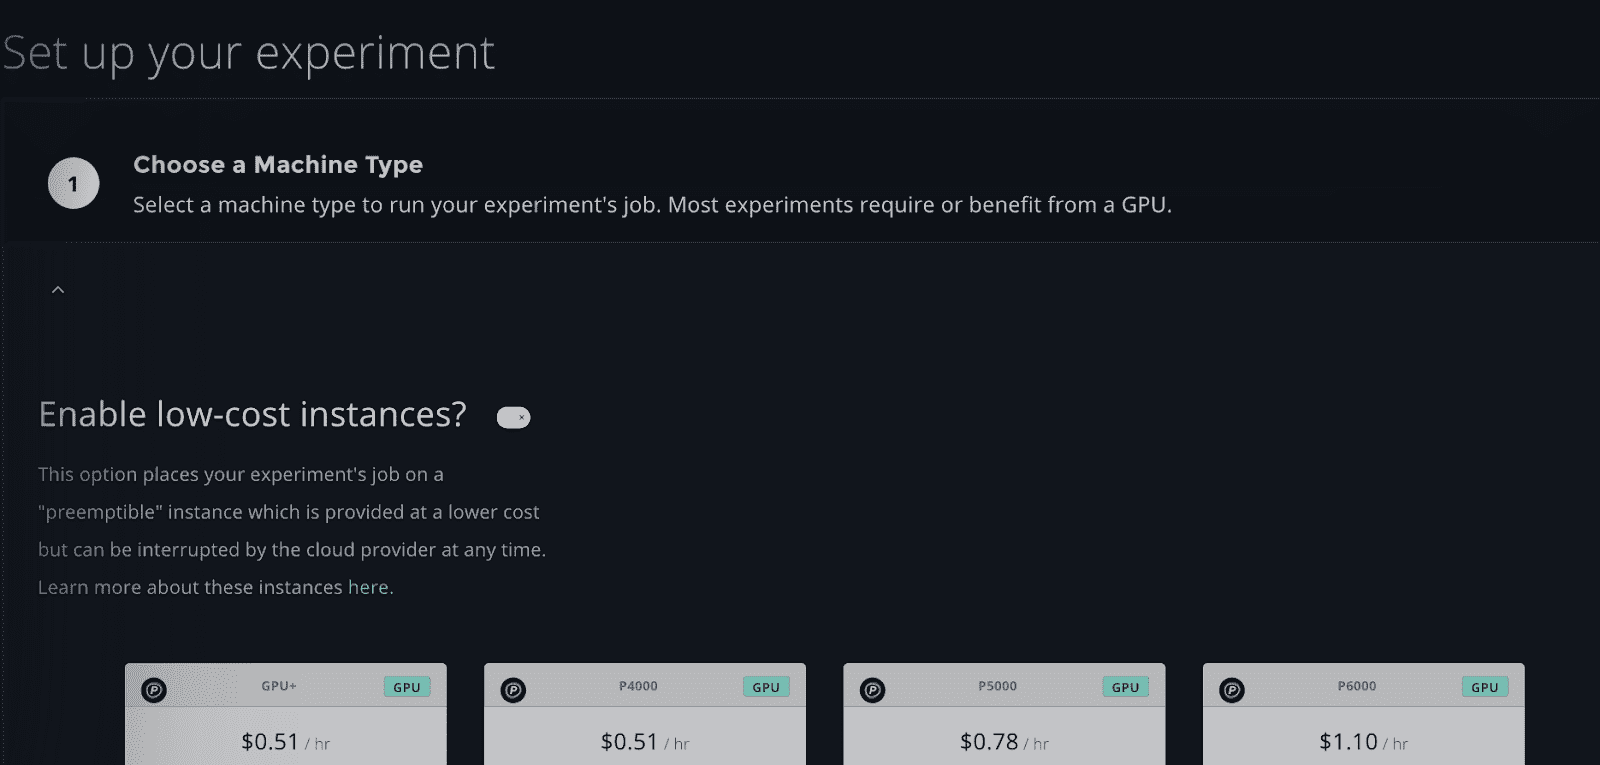 Set up your experiment
1
Choose a Machine Type
Select a machine type to run your experiment's job. Most experiments require or benefit from a GPU.
Enable low-cost instances?
This option places your experiment's job on a
"preemptible" instance which is provided at a lower cost
but can be interrupted by the cloud provider at any time.
Learn more about these instances here.
P GPU+ GPU
$0.51 / hr
P P4000 GPU
$0.51 / hr
P P5000 GPU
$0.78 / hr
P P6000 GPU
$1.10 / hr